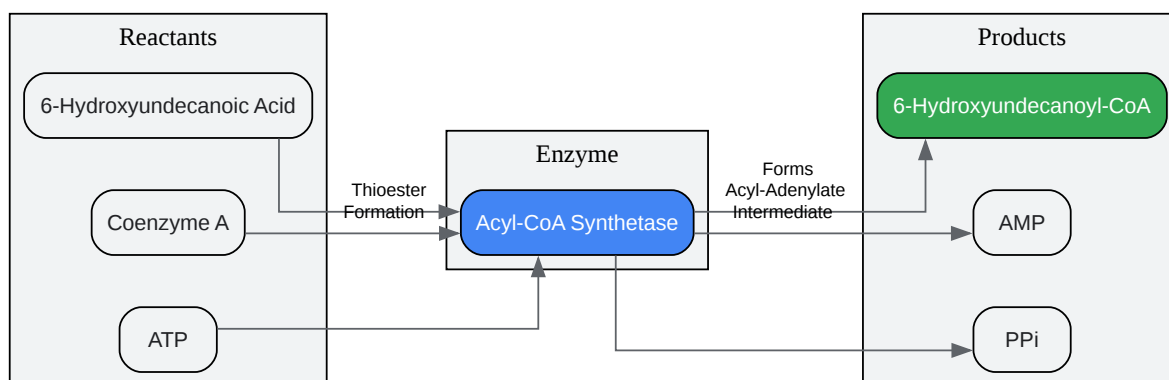 Reactants
Products
6-Hydroxyundecanoic Acid
6-Hydroxyundecanoyl-CoA
Enzyme
Thioester
Formation
Forms
Acyl-Adenylate
Intermediate
Coenzyme A
Acyl-CoA Synthetase
AMP
ATP
PPi